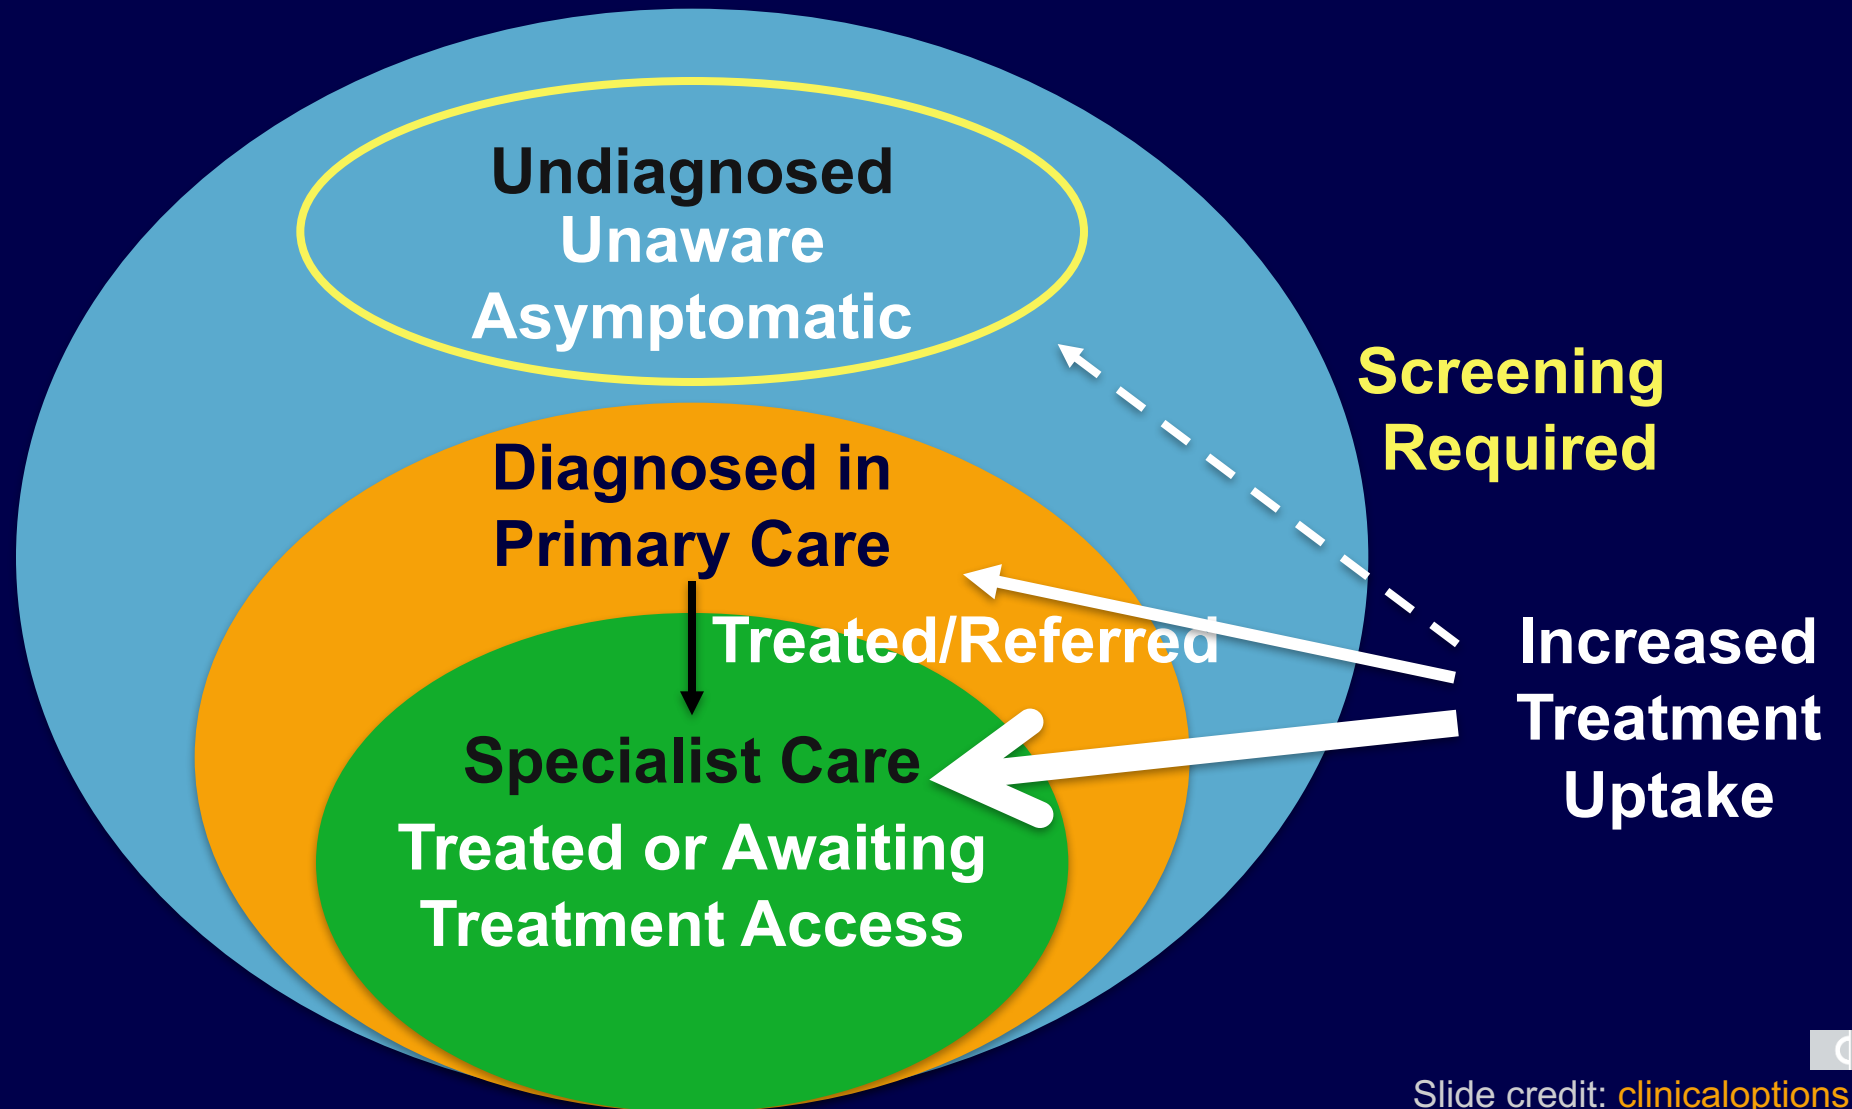 Undiagnosed
Unaware
Asymptomatic
Screening
Required
Diagnosed in
Primary Care
Treated/Referred
Increased
Treatment
Uptake
Specialist Care
Treated or Awaiting
Treatment Access
Slide credit: clinicaloptions